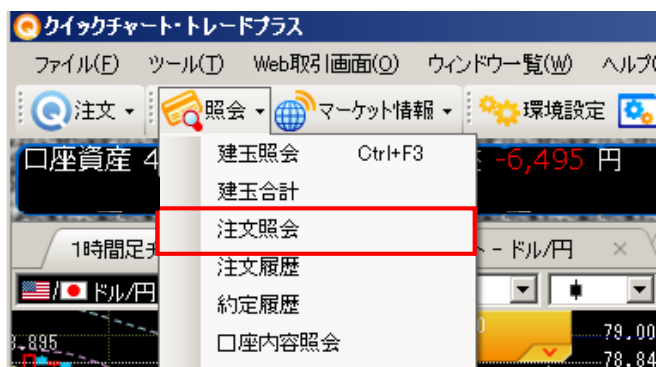 クイックチャート・トレードプラス
ファイル(F) ツール(T) Web取引画面(O) ウィンドウ一覧(W) ヘルプ(
注文 照会 マーケット情報 環境設定
建玉照会 Ctrl+F3
口座資産 4 -6,495 円
建玉合計
注文照会
1時間足チ ト - ドル/円
注文履歴
ドル/円
約定履歴
口座内容照会
3.895 79.00
78.84